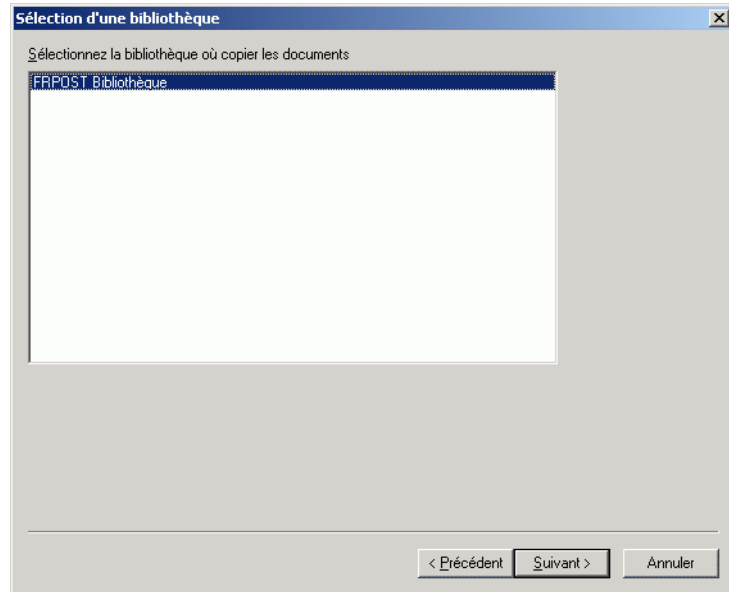 Sélection d'une bibliothèque
Sélectionnez la bibliothèque où copier les documents
FRPOST Bibliothèque
< Précédent
Suivant >
Annuler